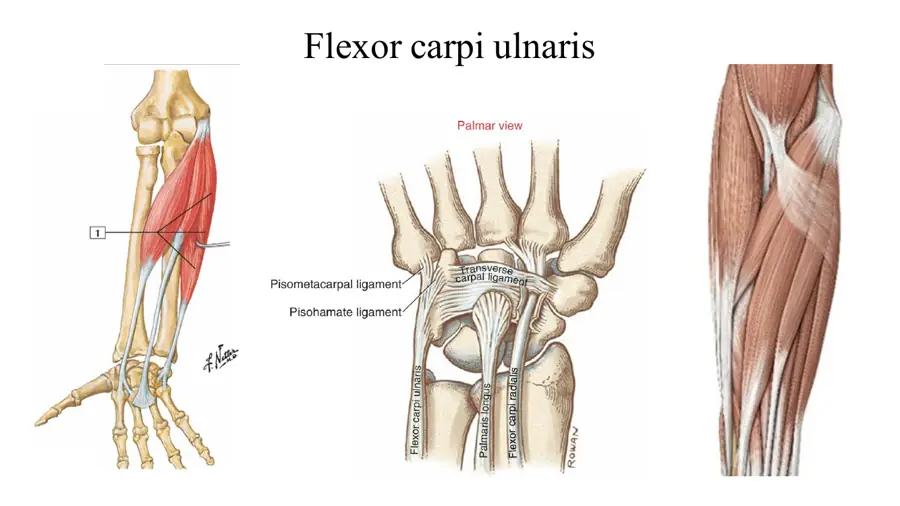 Flexor carpi ulnaris
Palmar view
1
Pisometacarpal ligament
Pisohamate ligament
Transverse
carpal ligament
Flexor carpi ulnaris
Palmaris longus
Flexor carpi radialis
F. Netter
M.D.
ROWAN